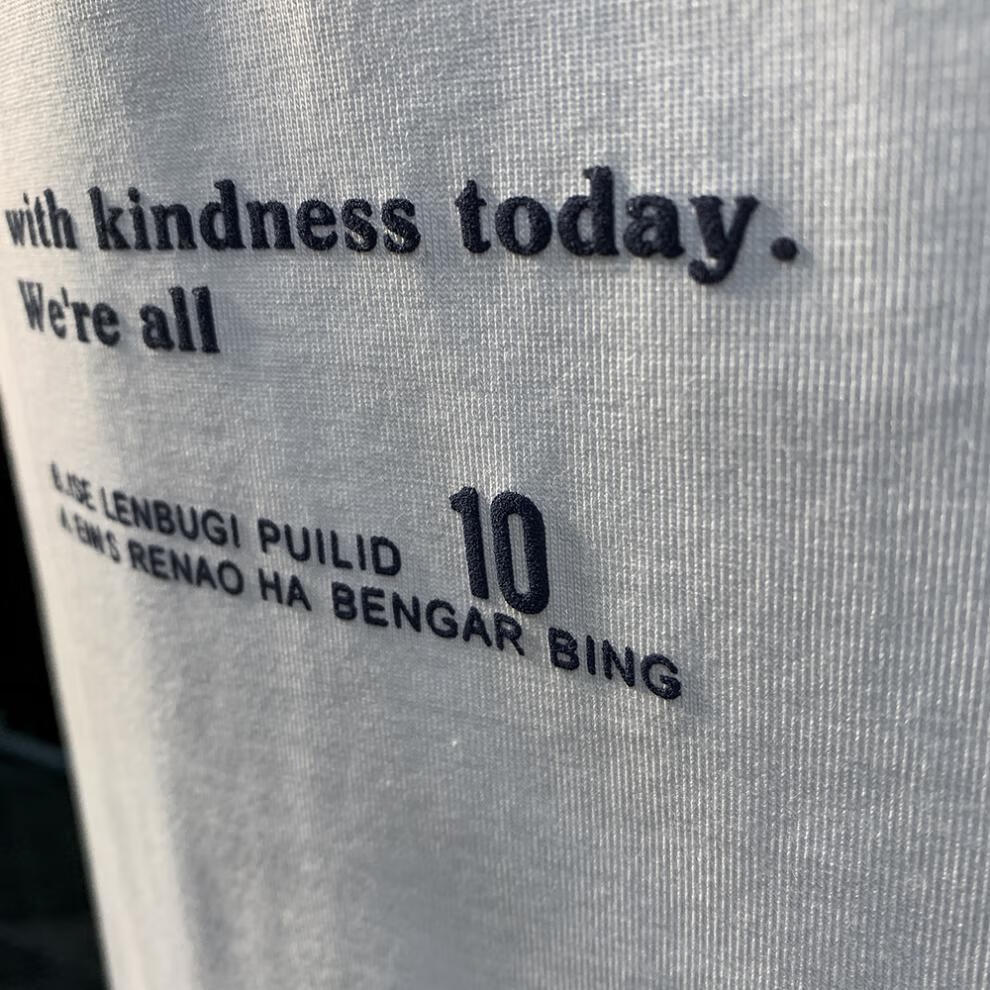 with kindness today.
We're all
LENBUGI PUILID
10
RENAO HA BENGAR BING